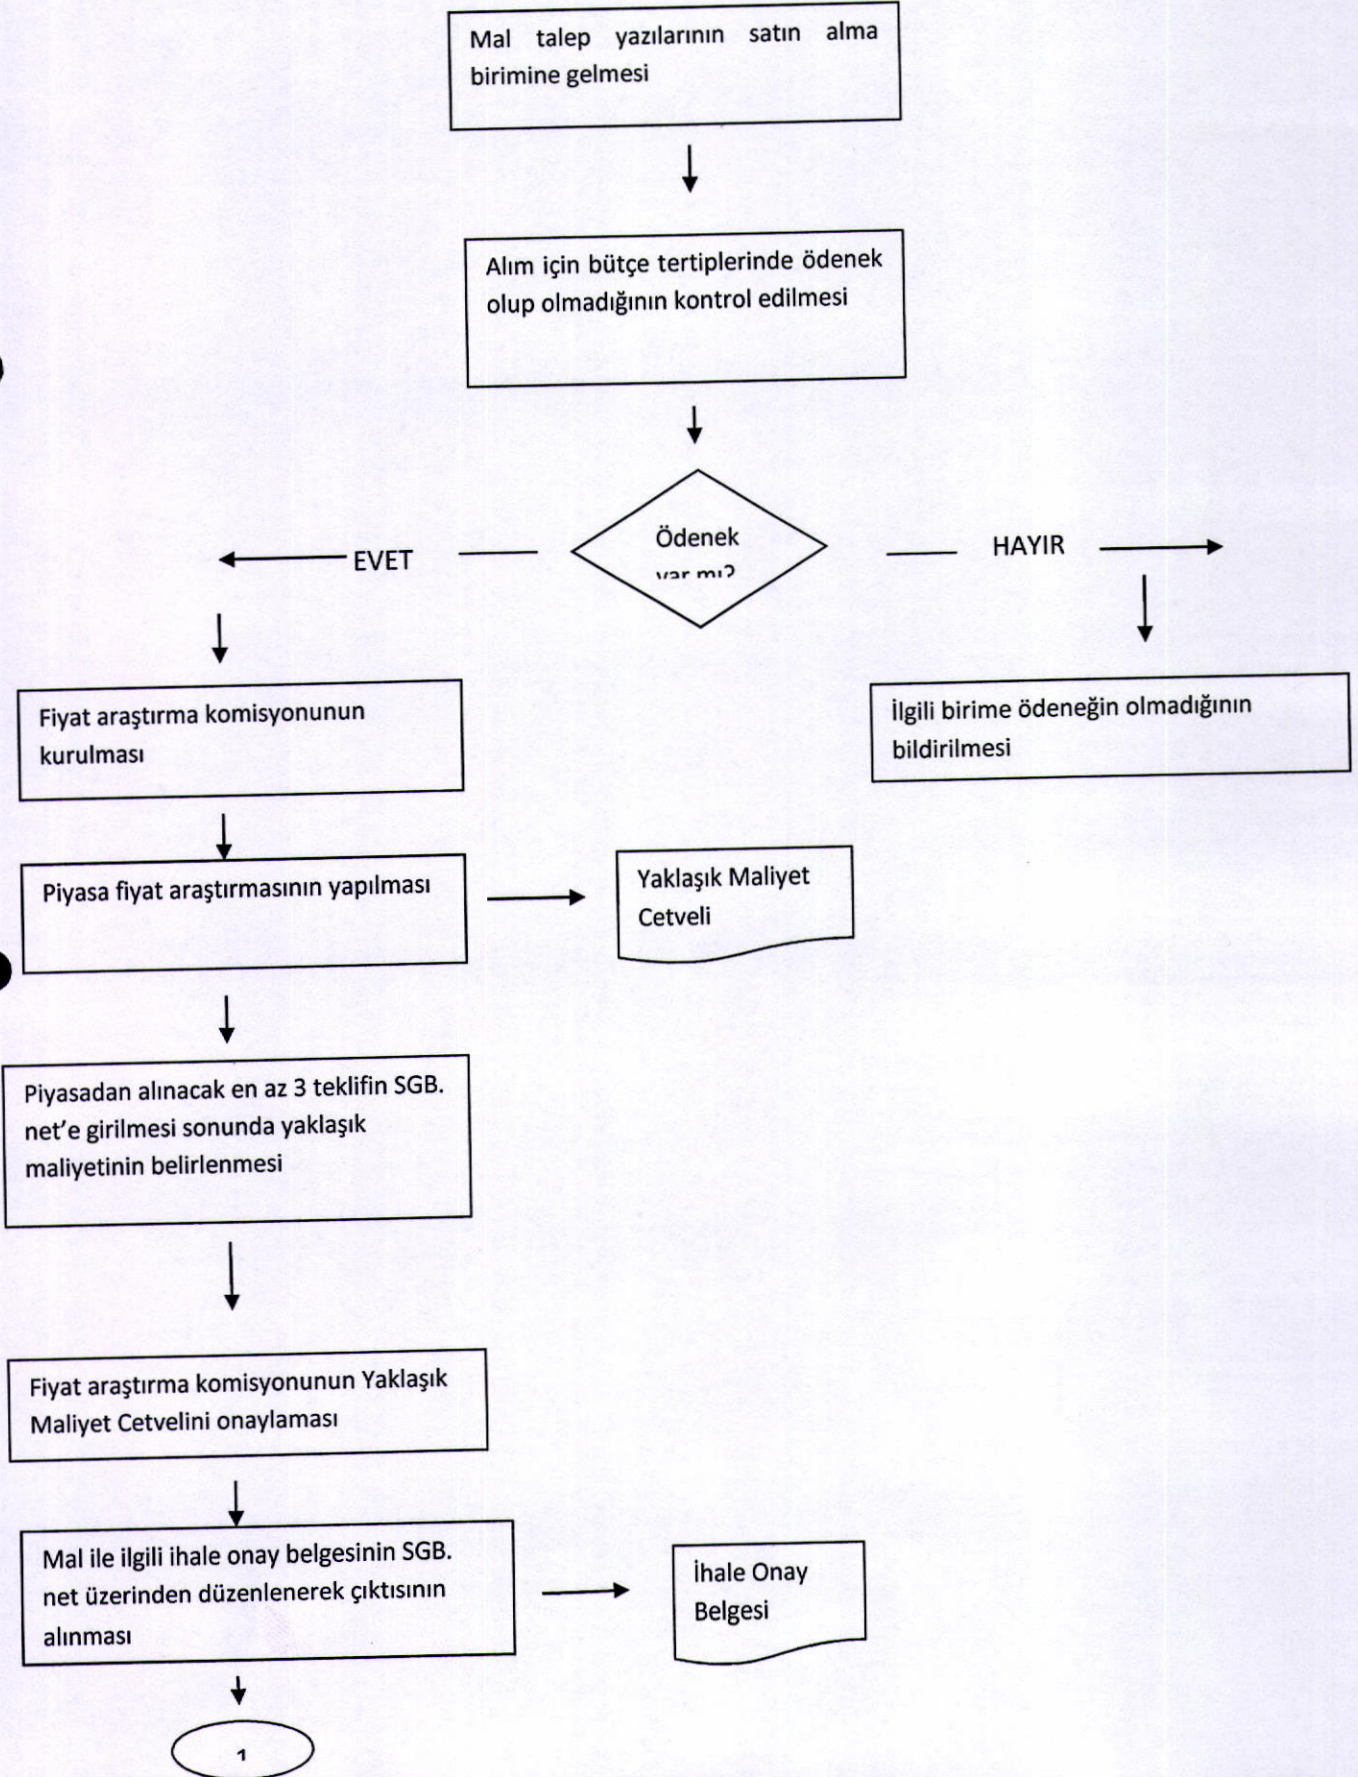 Mal talep yazılarının satın alma
birimine gelmesi
Alım için bütçe tertiplerinde ödenek
olup olmadığının kontrol edilmesi
Ödenek
var mı?
EVET
HAYIR
Fiyat araştırma komisyonunun
kurulması
İlgili birime ödeneğin olmadığının
bildirilmesi
Piyasa fiyat araştırmasının yapılması
Yaklaşık Maliyet
Cetveli
Piyasadan alınacak en az 3 teklifin SGB.
net’e girilmesi sonunda yaklaşık
maliyetinin belirlenmesi
Fiyat araştırma komisyonunun Yaklaşık
Maliyet Cetvelini onaylaması
Mal ile ilgili ihale onay belgesinin SGB.
net üzerinden düzenlenerek çıktısının
alınması
İhale Onay
Belgesi
1